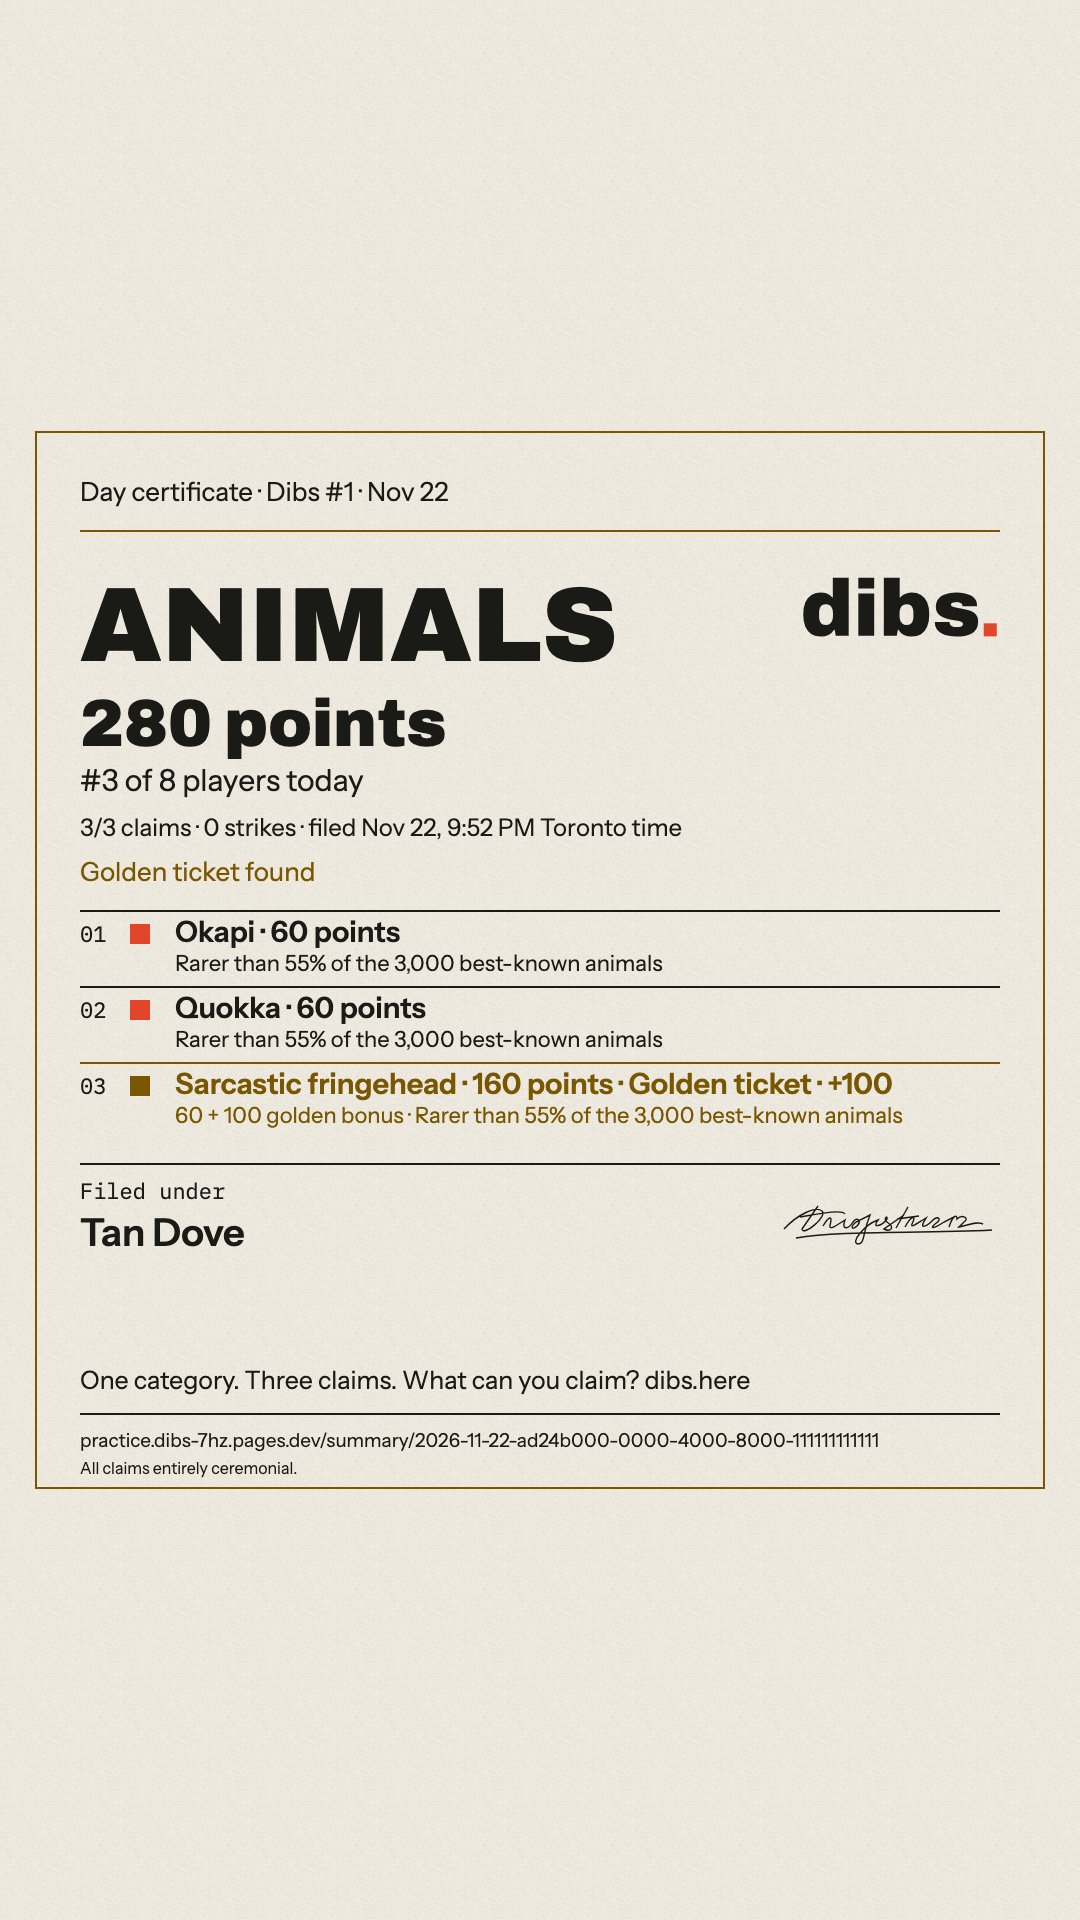 Day certificate · Dibs #1 · Nov 22
ANIMALS
dibs.
280 points
#3 of 8 players today
3/3 claims · 0 strikes · filed Nov 22, 9:52 PM Toronto time
Golden ticket found
01 Okapi · 60 points
Rarer than 55% of the 3,000 best-known animals
02 Quokka · 60 points
Rarer than 55% of the 3,000 best-known animals
03 Sarcastic fringehead · 160 points · Golden ticket · +100
60 + 100 golden bonus · Rarer than 55% of the 3,000 best-known animals
Filed under
Tan Dove
One category. Three claims. What can you claim? dibs.here
practice.dibs-7hz.pages.dev/summary/2026-11-22-ad24b000-0000-4000-8000-111111111111
All claims entirely ceremonial.